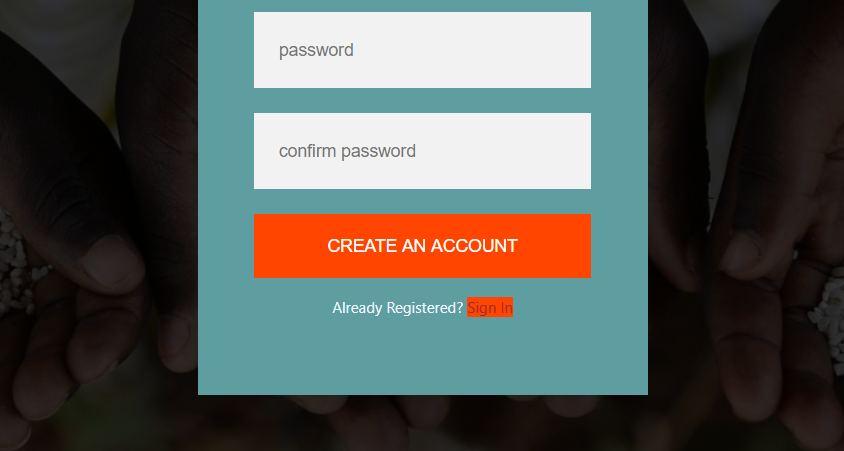 password
confirm password
CREATE AN ACCOUNT
Already Registered? Sign In